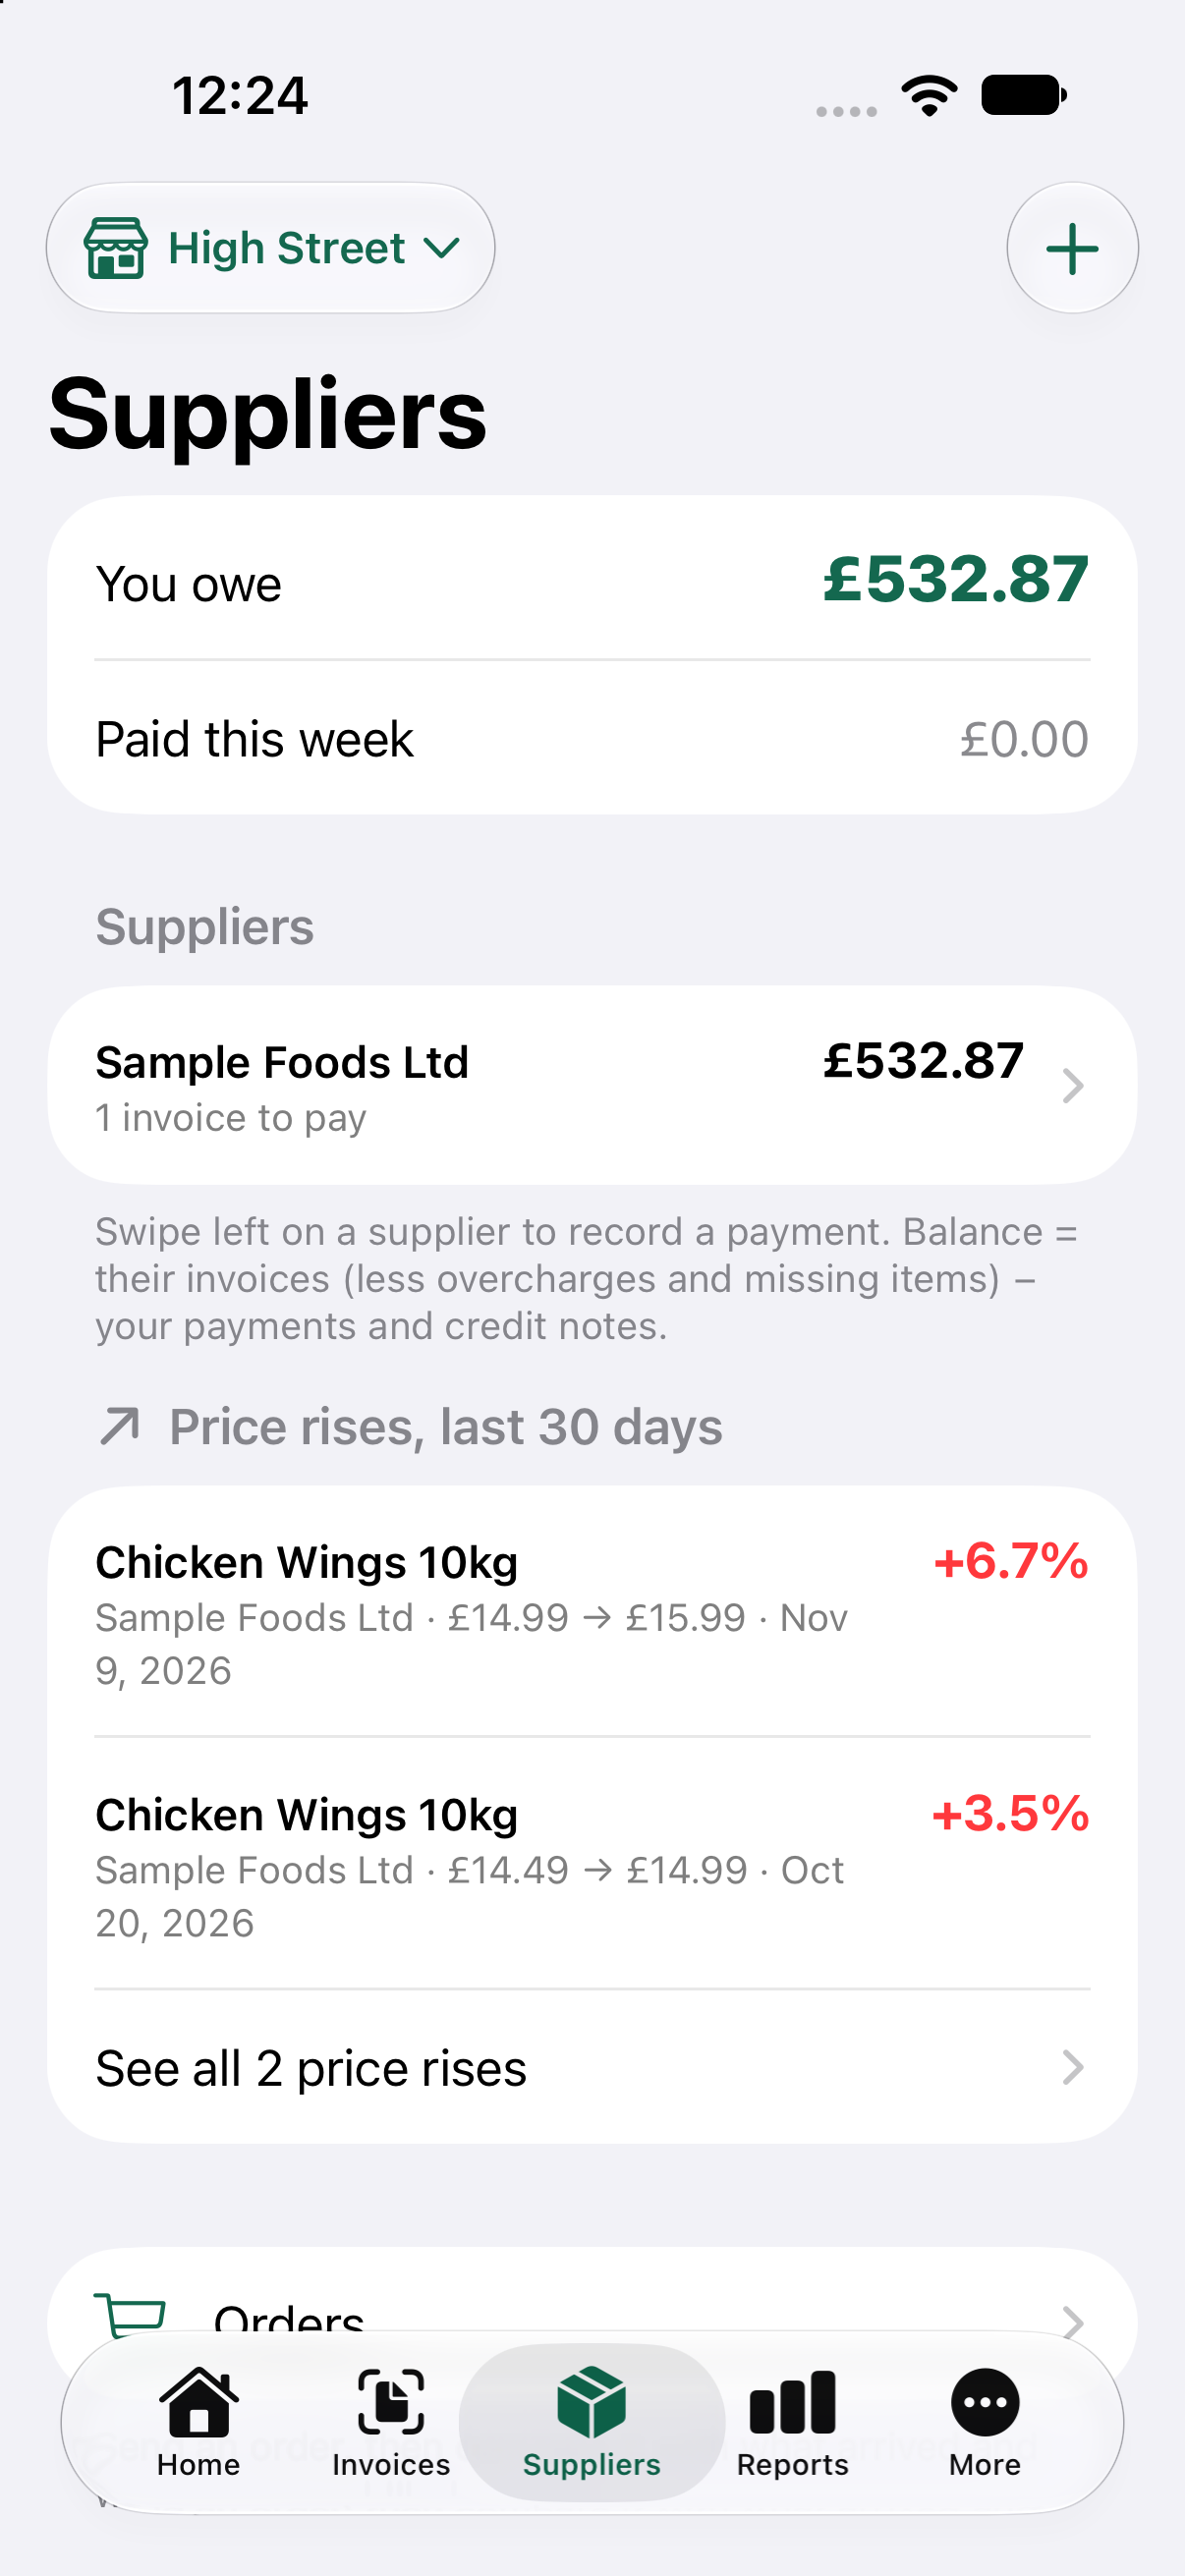 12:24
High Street
Suppliers
You owe £532.87
Paid this week £0.00
Suppliers
Sample Foods Ltd £532.87
1 invoice to pay
Swipe left on a supplier to record a payment. Balance =
their invoices (less overcharges and missing items) –
your payments and credit notes.
Price rises, last 30 days
Chicken Wings 10kg +6.7%
Sample Foods Ltd · £14.99 → £15.99 · Nov
9, 2026
Chicken Wings 10kg +3.5%
Sample Foods Ltd · £14.49 → £14.99 · Oct
20, 2026
See all 2 price rises
Orders
Home Invoices Suppliers Reports More